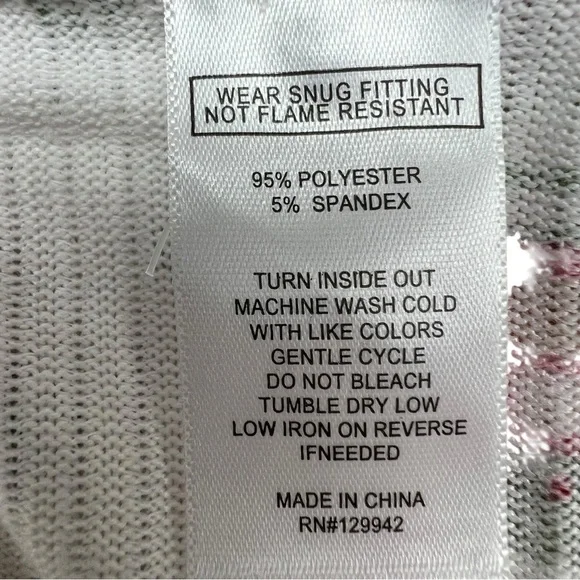 WEAR SNUG FITTING
NOT FLAME RESISTANT
95% POLYESTER
5% SPANDEX
TURN INSIDE OUT
MACHINE WASH COLD
WITH LIKE COLORS
GENTLE CYCLE
DO NOT BLEACH
TUMBLE DRY LOW
LOW IRON ON REVERSE
IFNEEDED
MADE IN CHINA
RN#129942